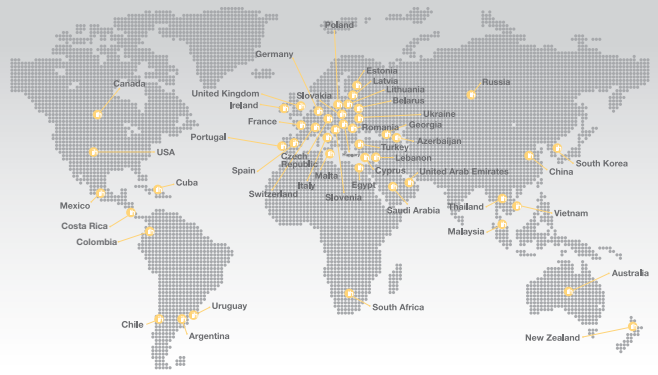 Poland
Germany
Estonia
Latvia
Lithuania
Belarus
Russia
Canada
United Kingdom
Slovakia
Ireland
Ukraine
France
Romania
Georgia
Portugal
Azerbaijan
Turkey
USA
Czech
Republic
Lebanon
South Korea
Spain
Malta
Cyprus
United Arab Emirates
China
Cuba
Switzerland
Italy
Egypt
Slovenia
Saudi Arabia
Mexico
Thailand
Vietnam
Costa Rica
Malaysia
Colombia
Australia
Uruguay
South Africa
Chile
Argentina
New Zealand